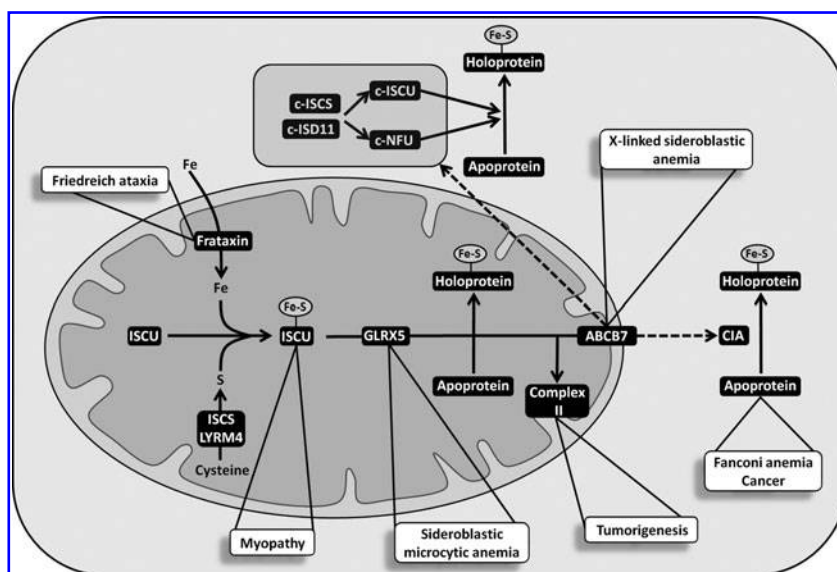 Fe-S
Holoprotein
c-ISCU
c-ISCS
c-ISD11
c-NFU
Apoprotein
X-linked sideroblastic
anemia
Fe
Friedreich ataxia
Frataxin
Fe
Fe-S
Holoprotein
Fe-S
Holoprotein
Fe-S
ISCU
ISCU
GLRX5
ABCB7
CIA
S
Apoprotein
Complex
II
Apoprotein
ISCS
LYRM4
Cysteine
Fanconi anemia
Cancer
Myopathy
Sideroblastic
microcytic anemia
Tumorigenesis